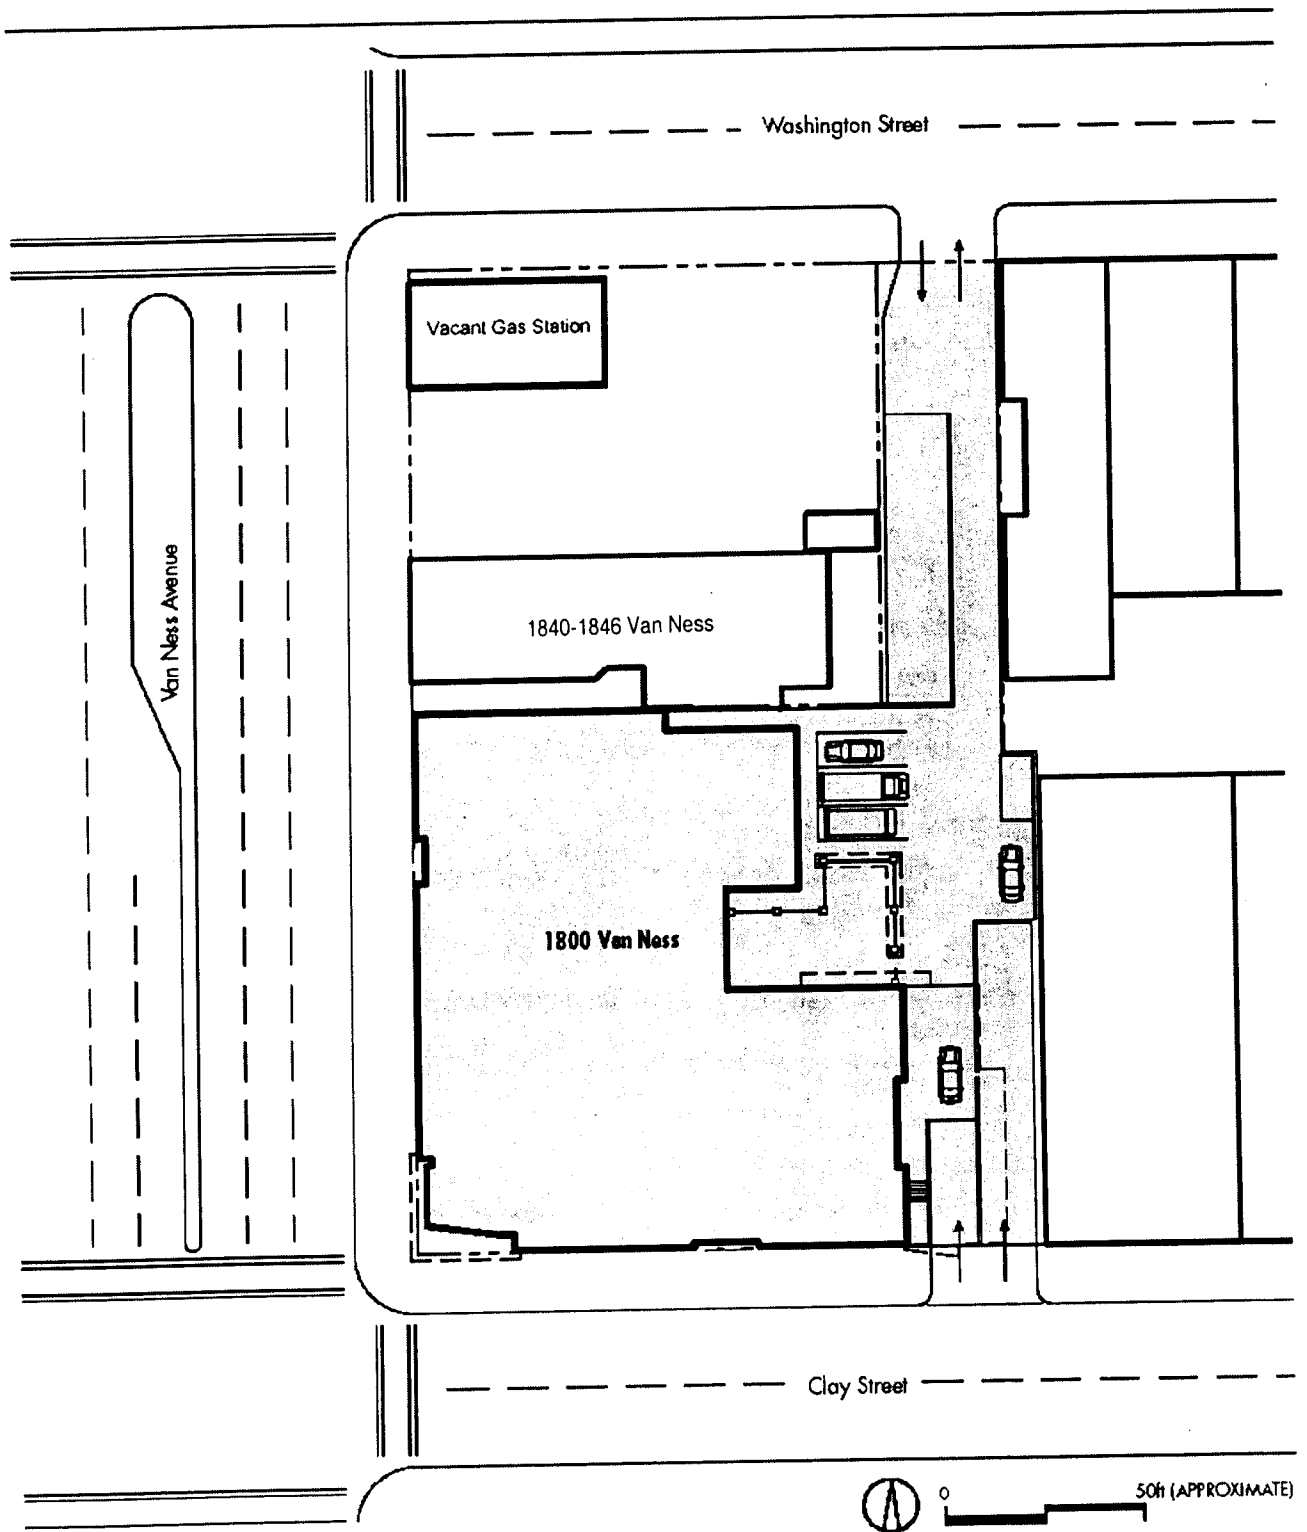 Washington Street
Vacant Gas Station
Van Ness Avenue
1840-1846 Van Ness
1800 Van Ness
Clay Street
0 50ft (APPROXIMATE)